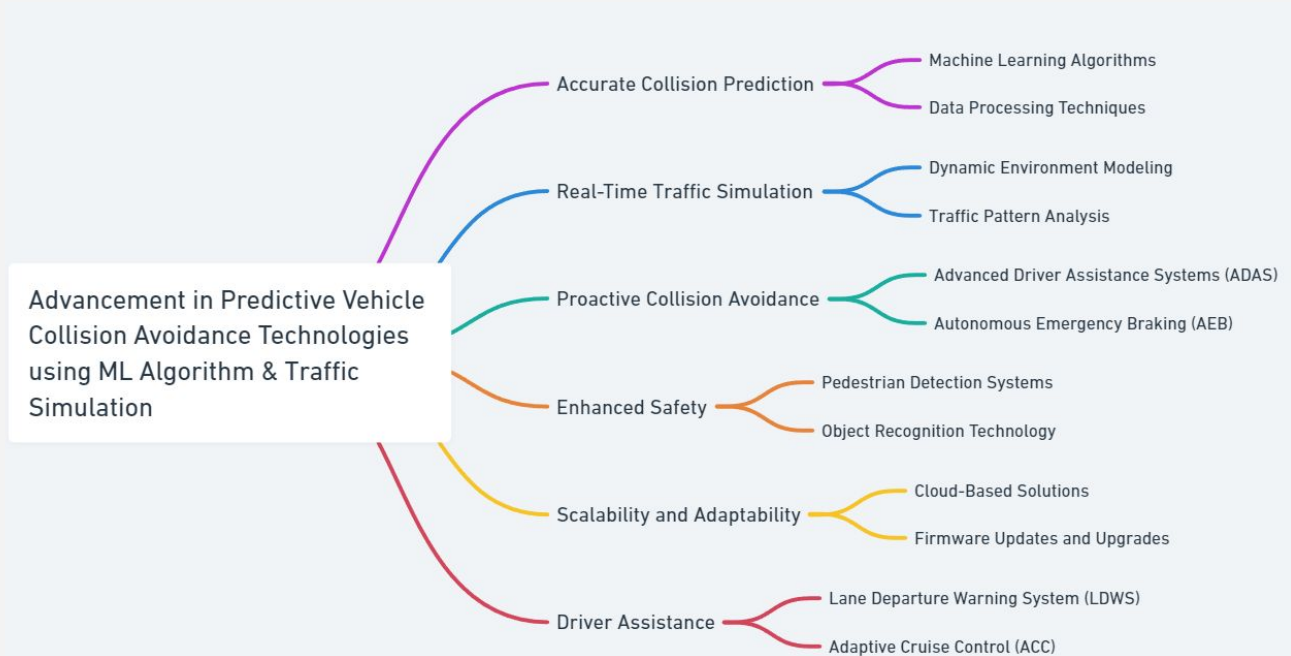 Advancement in Predictive Vehicle
Collision Avoidance Technologies
using ML Algorithm & Traffic
Simulation
Accurate Collision Prediction
Machine Learning Algorithms
Data Processing Techniques
Real-Time Traffic Simulation
Dynamic Environment Modeling
Traffic Pattern Analysis
Proactive Collision Avoidance
Advanced Driver Assistance Systems (ADAS)
Autonomous Emergency Braking (AEB)
Enhanced Safety
Pedestrian Detection Systems
Object Recognition Technology
Scalability and Adaptability
Cloud-Based Solutions
Firmware Updates and Upgrades
Driver Assistance
Lane Departure Warning System (LDWS)
Adaptive Cruise Control (ACC)